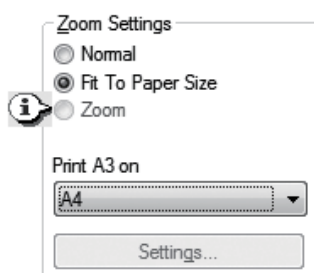 Zoom Settings
Normal
Fit To Paper Size
Zoom
Print A3 on
A4
Settings...